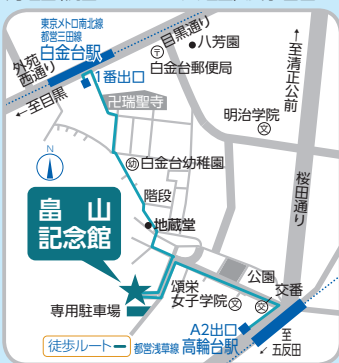 東京メトロ南北線
都営三田線
白金台駅
外苑
西通り
目黒通り
八芳園
〒
白金台郵便局
←至目黒
1番出口
卍瑞聖寺
←至清正公前
明治学院
文
N
幼白金台幼稚園
階段
桜田通り
畠山
記念館
地蔵堂
公園
頌栄
女子学院文
交番
専用駐車場
A2出口
徒歩ルート
都営浅草線 高輪台駅
至
五反田